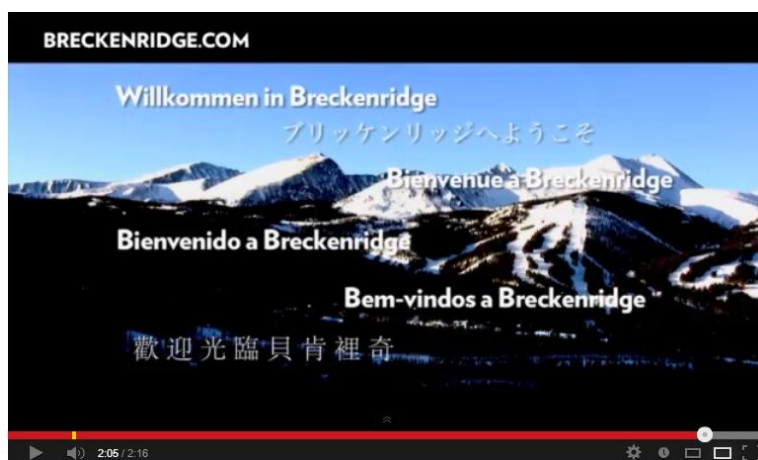 BRECKENRIDGE.COM
Willkommen in Breckenridge
ブリッケンリッジへようこそ
Bienvenue a Breckenridge
Bienvenido a Breckenridge
Bem-vindos a Breckenridge
歡迎光臨貝肯裡奇
2:05 / 2:16